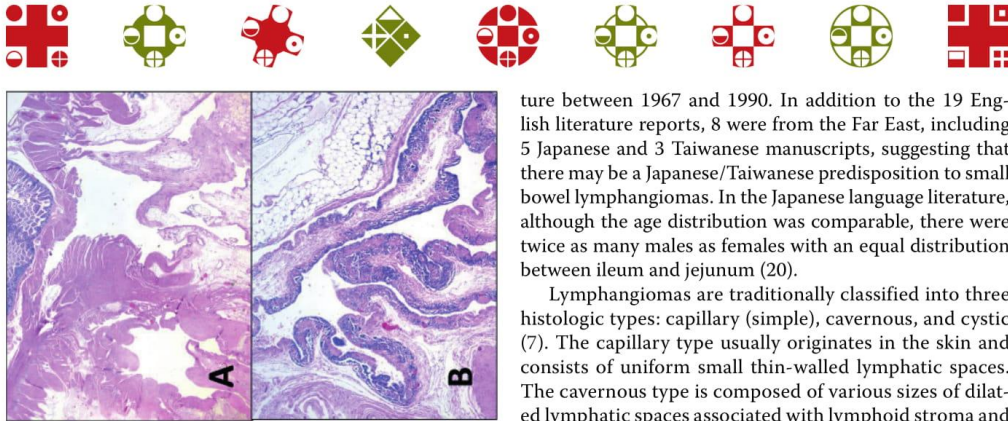 A
B
ture between 1967 and 1990. In addition to the 19 Eng-
lish literature reports, 8 were from the Far East, including
5 Japanese and 3 Taiwanese manuscripts, suggesting that
there may be a Japanese/Taiwanese predisposition to small
bowel lymphangiomas. In the Japanese language literature,
although the age distribution was comparable, there were
twice as many males as females with an equal distribution
between ileum and jejunum (20).
Lymphangiomas are traditionally classified into three
histologic types: capillary (simple), cavernous, and cystic
(7). The capillary type usually originates in the skin and
consists of uniform small thin-walled lymphatic spaces.
The cavernous type is composed of various sizes of dilat-
ed lymphatic spaces associated with lymphoid stroma and